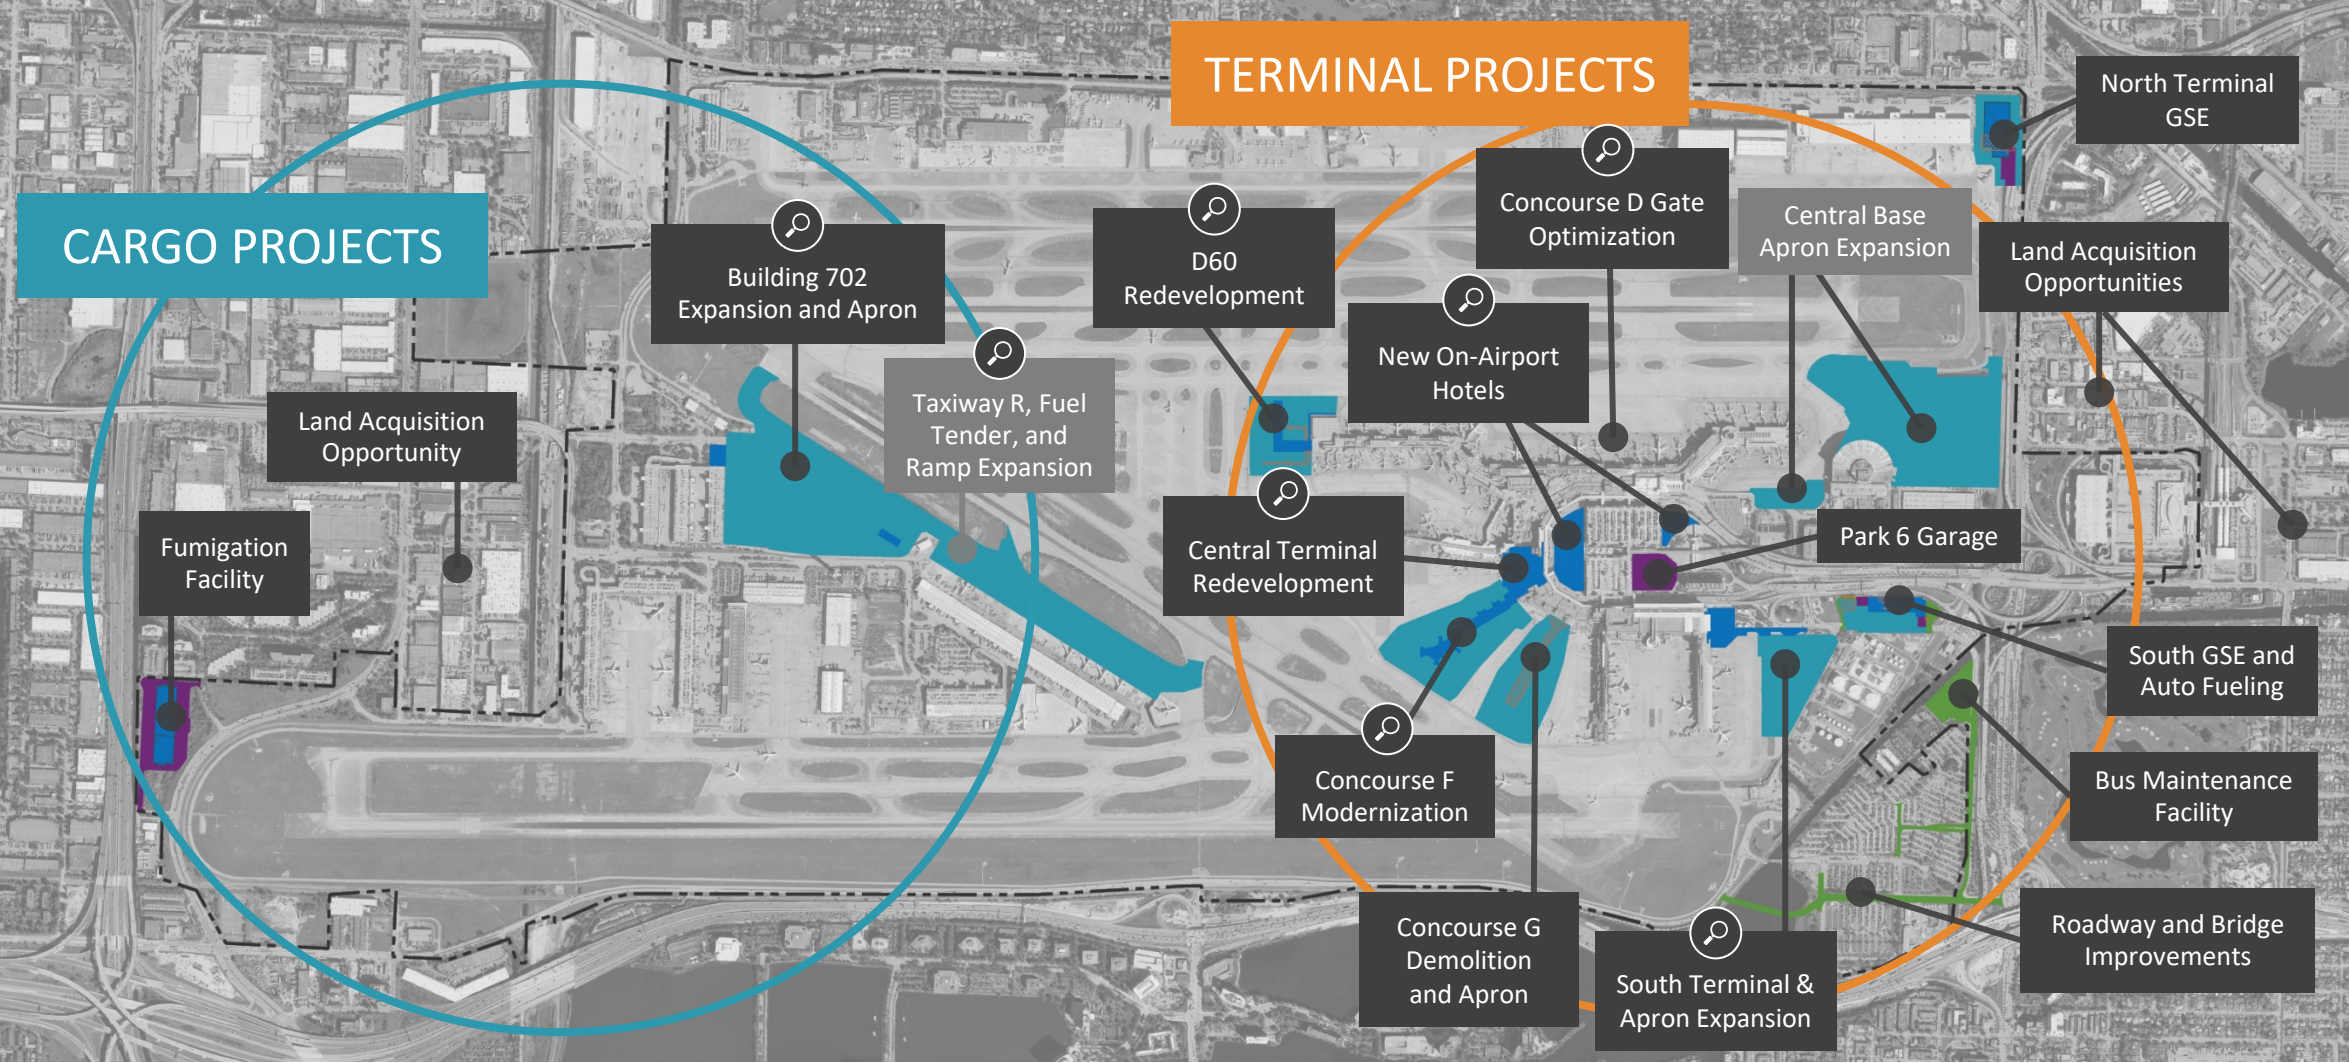 TERMINAL PROJECTS
North Terminal
GSE
CARGO PROJECTS
Building 702
Expansion and Apron
D60
Redevelopment
Concourse D Gate
Optimization
Central Base
Apron Expansion
Land Acquisition
Opportunities
New On-Airport
Hotels
Taxiway R, Fuel
Tender, and
Ramp Expansion
Land Acquisition
Opportunity
Fumigation
Facility
Central Terminal
Redevelopment
Park 6 Garage
South GSE and
Auto Fueling
Concourse F
Modernization
Bus Maintenance
Facility
Concourse G
Demolition
and Apron
South Terminal &
Apron Expansion
Roadway and Bridge
Improvements